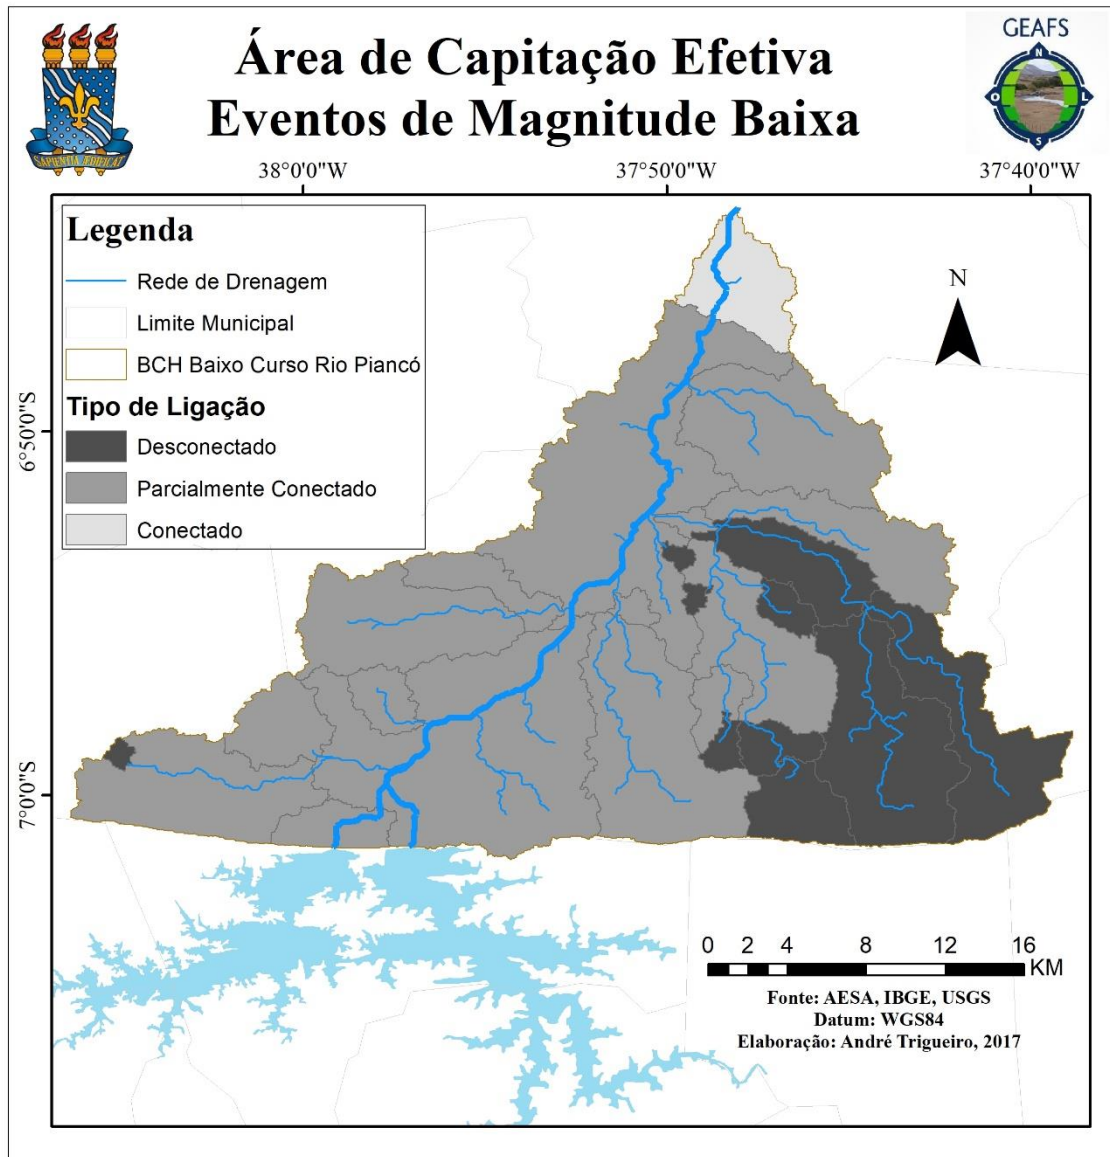 GEAFS
N
O
L
S
SAPIENTIA ÆDIFICAT
Área de Capitação Efetiva
Eventos de Magnitude Baixa
38°0'0"W
37°50'0"W
37°40'0"W
6°50'0"S
7°0'0"S
Legenda
Rede de Drenagem
Limite Municipal
BCH Baixo Curso Rio Piancó
Tipo de Ligação
Desconectado
Parcialmente Conectado
Conectado
N
0 2 4 8 12 16
KM
Fonte: AESA, IBGE, USGS
Datum: WGS84
Elaboração: André Trigueiro, 2017